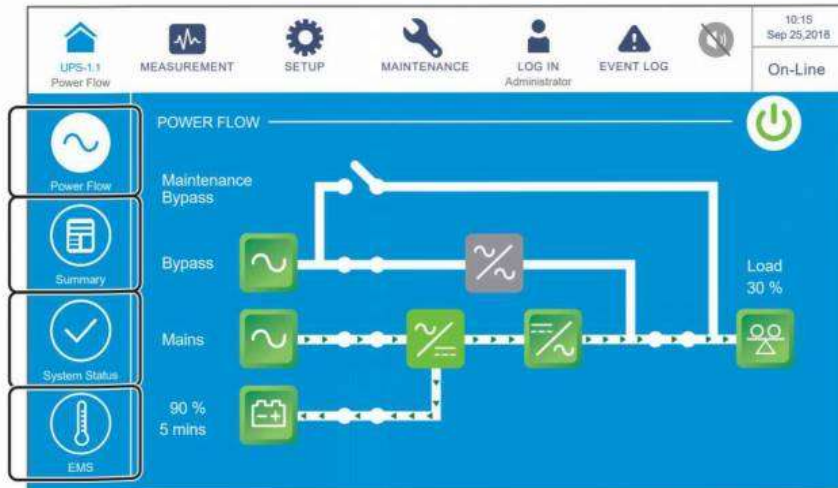 UPS-1.1
Power Flow
MEASUREMENT
SETUP
MAINTENANCE
LOG IN
Administrator
EVENT LOG
10:15
Sep 25,2018
On-Line
Power Flow
Summary
System Status
EMS
POWER FLOW
Maintenance
Bypass
Bypass
Mains
90 %
5 mins
Load
30 %